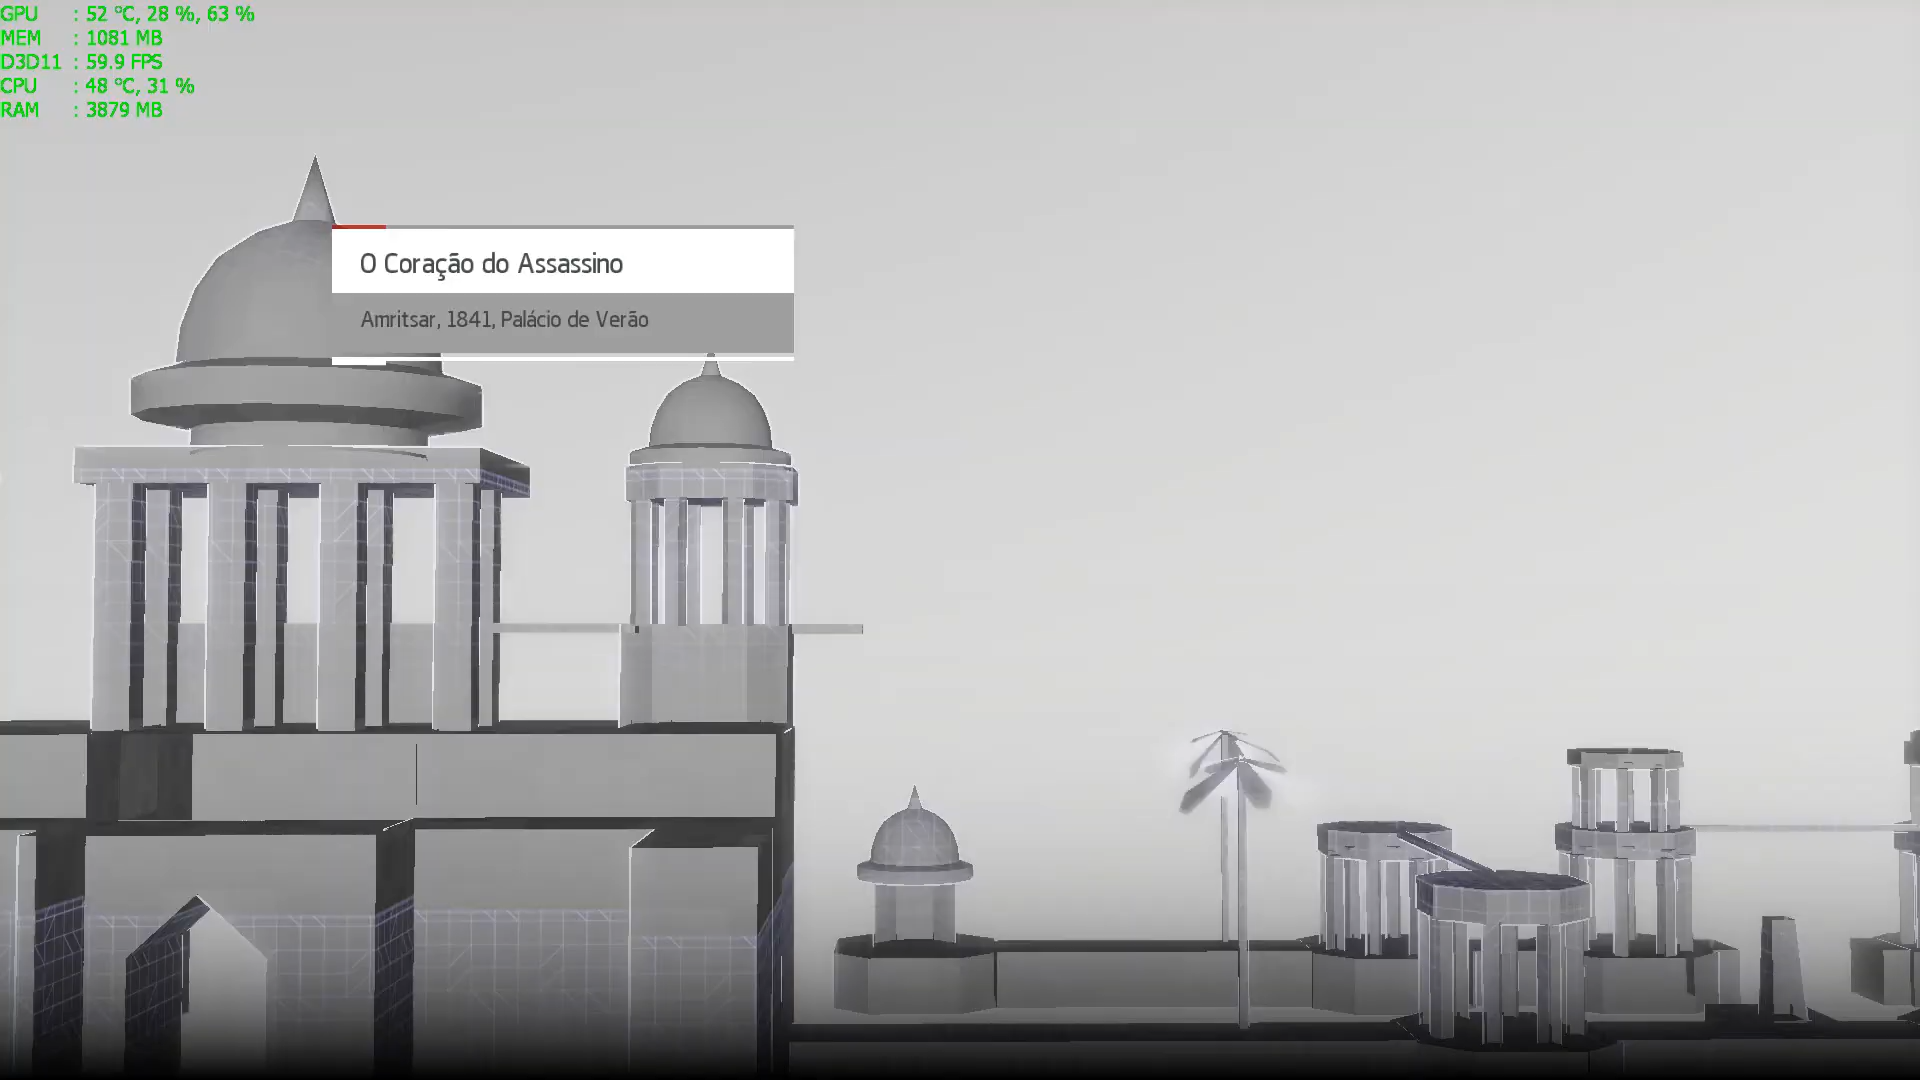 GPU : 52 °C, 28 %, 63 %
MEM : 1081 MB
D3D11 : 59.9 FPS
CPU : 48 °C, 31 %
RAM : 3879 MB
O Coração do Assassino
Amritsar, 1841, Palácio de Verão